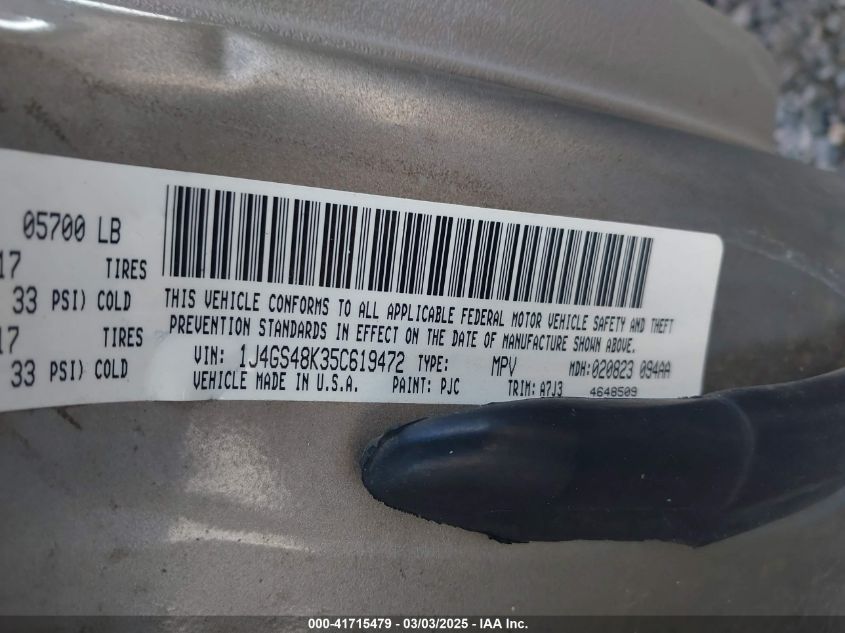 05700 LB
17 TIRES
33 PSI) COLD
17 TIRES
33 PSI) COLD
THIS VEHICLE CONFORMS TO ALL APPLICABLE FEDERAL MOTOR VEHICLE SAFETY AND THEFT
PREVENTION STANDARDS IN EFFECT ON THE DATE OF MANUFACTURE SHOWN ABOVE.
VIN: 1J4GS48K35C619472 TYPE: MPV MDH:020823 094AA
VEHICLE MADE IN U.S.A. PAINT: PJC TRIM: A7J3 4648509
000-41715479 - 03/03/2025 - IAA Inc.